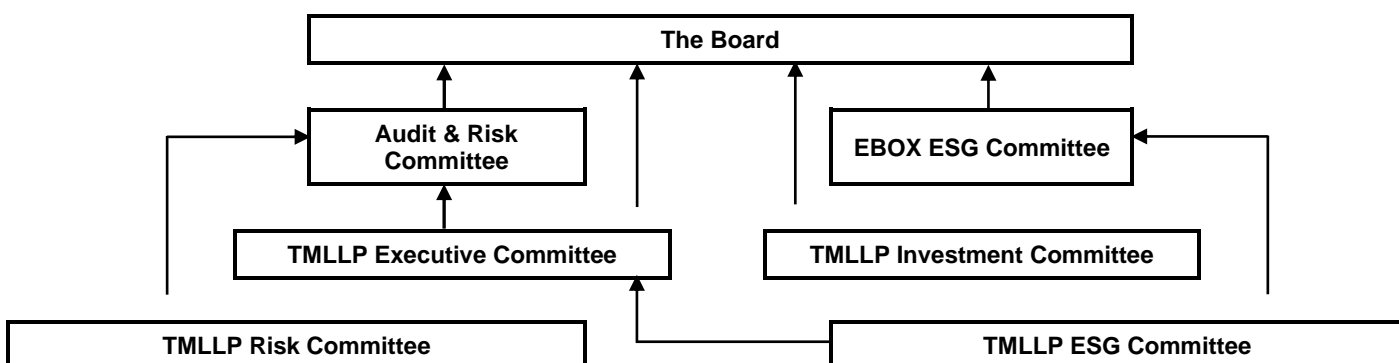 The Board
Audit & Risk
Committee
EBOX ESG Committee
TMLLP Executive Committee
TMLLP Investment Committee
TMLLP Risk Committee
TMLLP ESG Committee